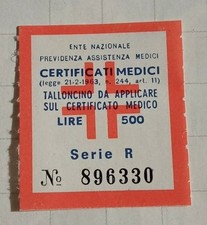 ENTE NAZIONALE
PREVIDENZA ASSISTENZA MEDICI
CERTIFICATI MEDICI
(legge 21-2-1963, n. 244, art. 11)
TALLONCINO DA APPLICARE
SUL CERTIFICATO MEDICO
LIRE 500
Serie R
No 896330